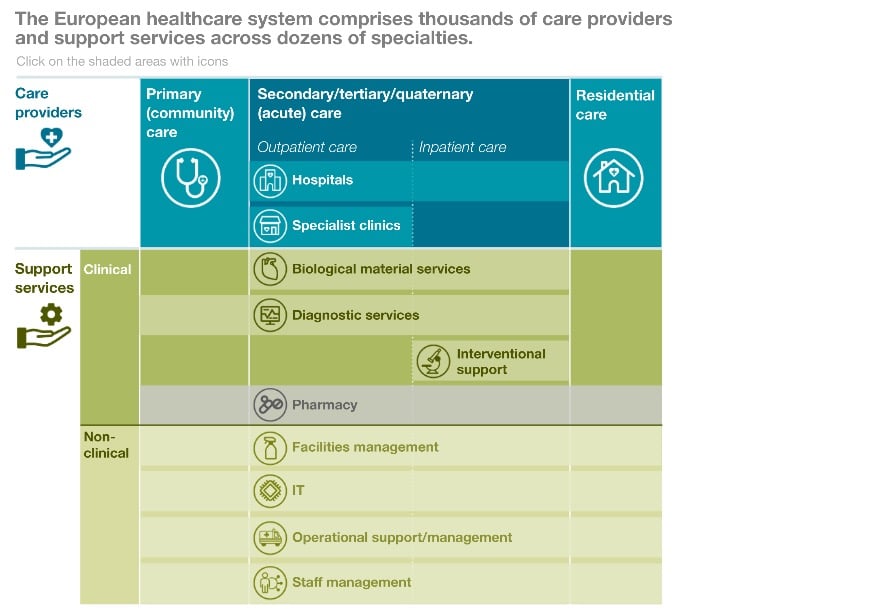 The European healthcare system comprises thousands of care providers
and support services across dozens of specialties.
Click on the shaded areas with icons
Care
providers
Primary
(community)
care
Secondary/tertiary/quaternary
(acute) care
Residential
care
Outpatient care
Inpatient care
Hospitals
Specialist clinics
Support
services
Clinical
Biological material services
Diagnostic services
Interventional
support
Pharmacy
Non-
clinical
Facilities management
IT
Operational support/management
Staff management